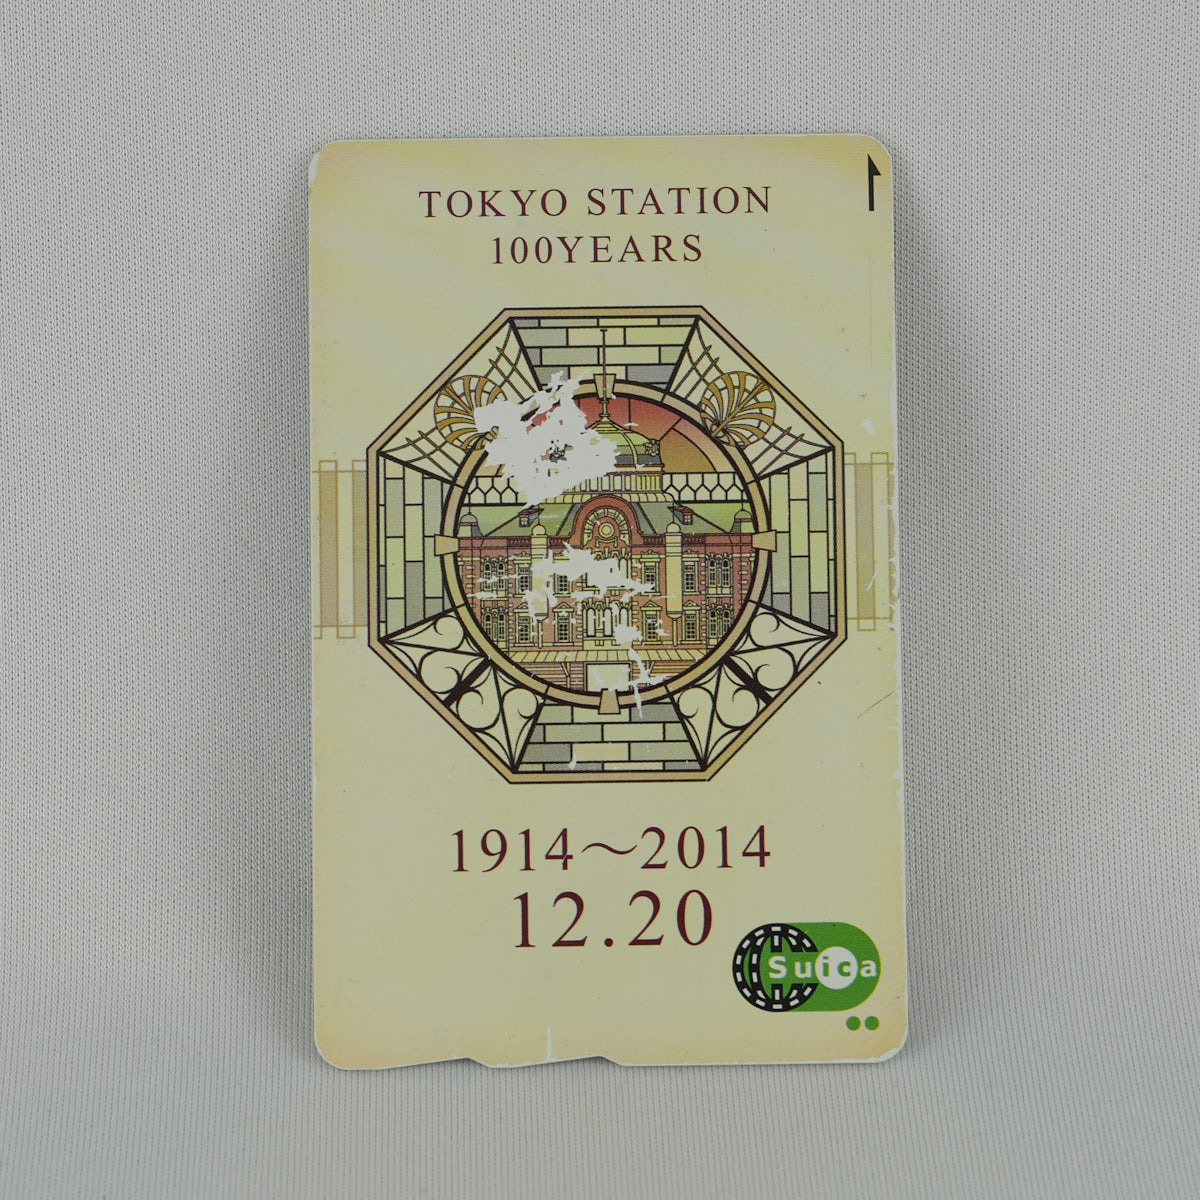 TOKYO STATION
100YEARS
1914～2014
12.20
Suica